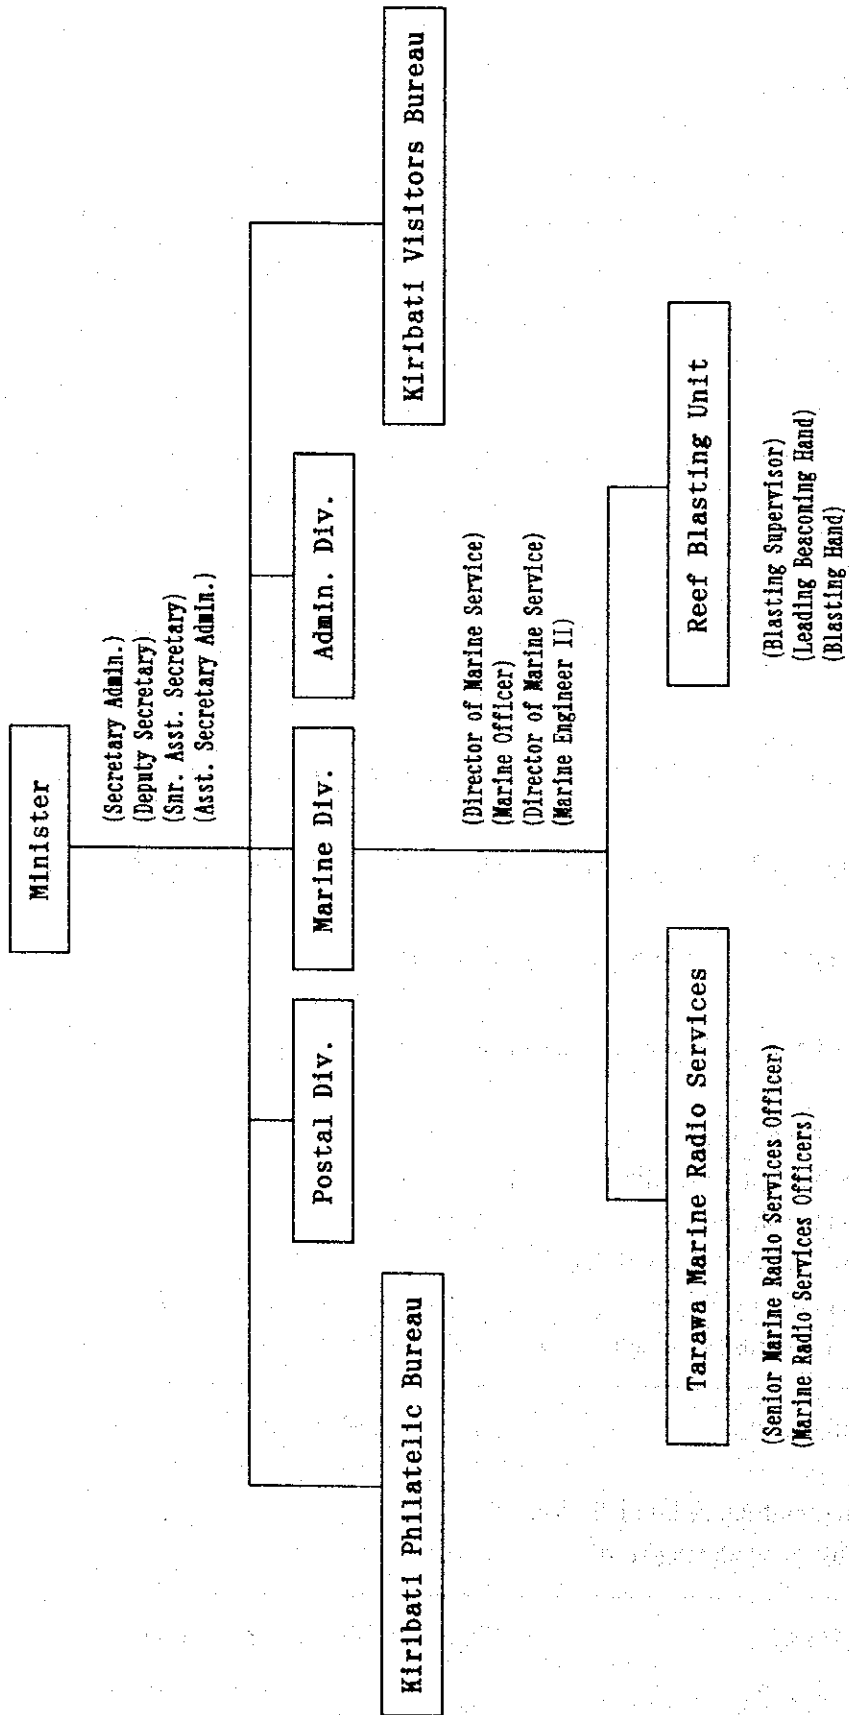 Minister
(Secretary Admin.)
(Deputy Secretary)
(Snr. Asst. Secretary)
(Asst. Secretary Admin.)
Kiribati Philatelic Bureau
Postal Div.
Marine Div.
Admin. Div.
Kiribati Visitors Bureau
(Director of Marine Service)
(Marine Officer)
(Director of Marine Service)
(Marine Engineer II)
Tarawa Marine Radio Services
(Senior Marine Radio Services Officer)
(Marine Radio Services Officers)
Reef Blasting Unit
(Blasting Supervisor)
(Leading Beaconing Hand)
(Blasting Hand)